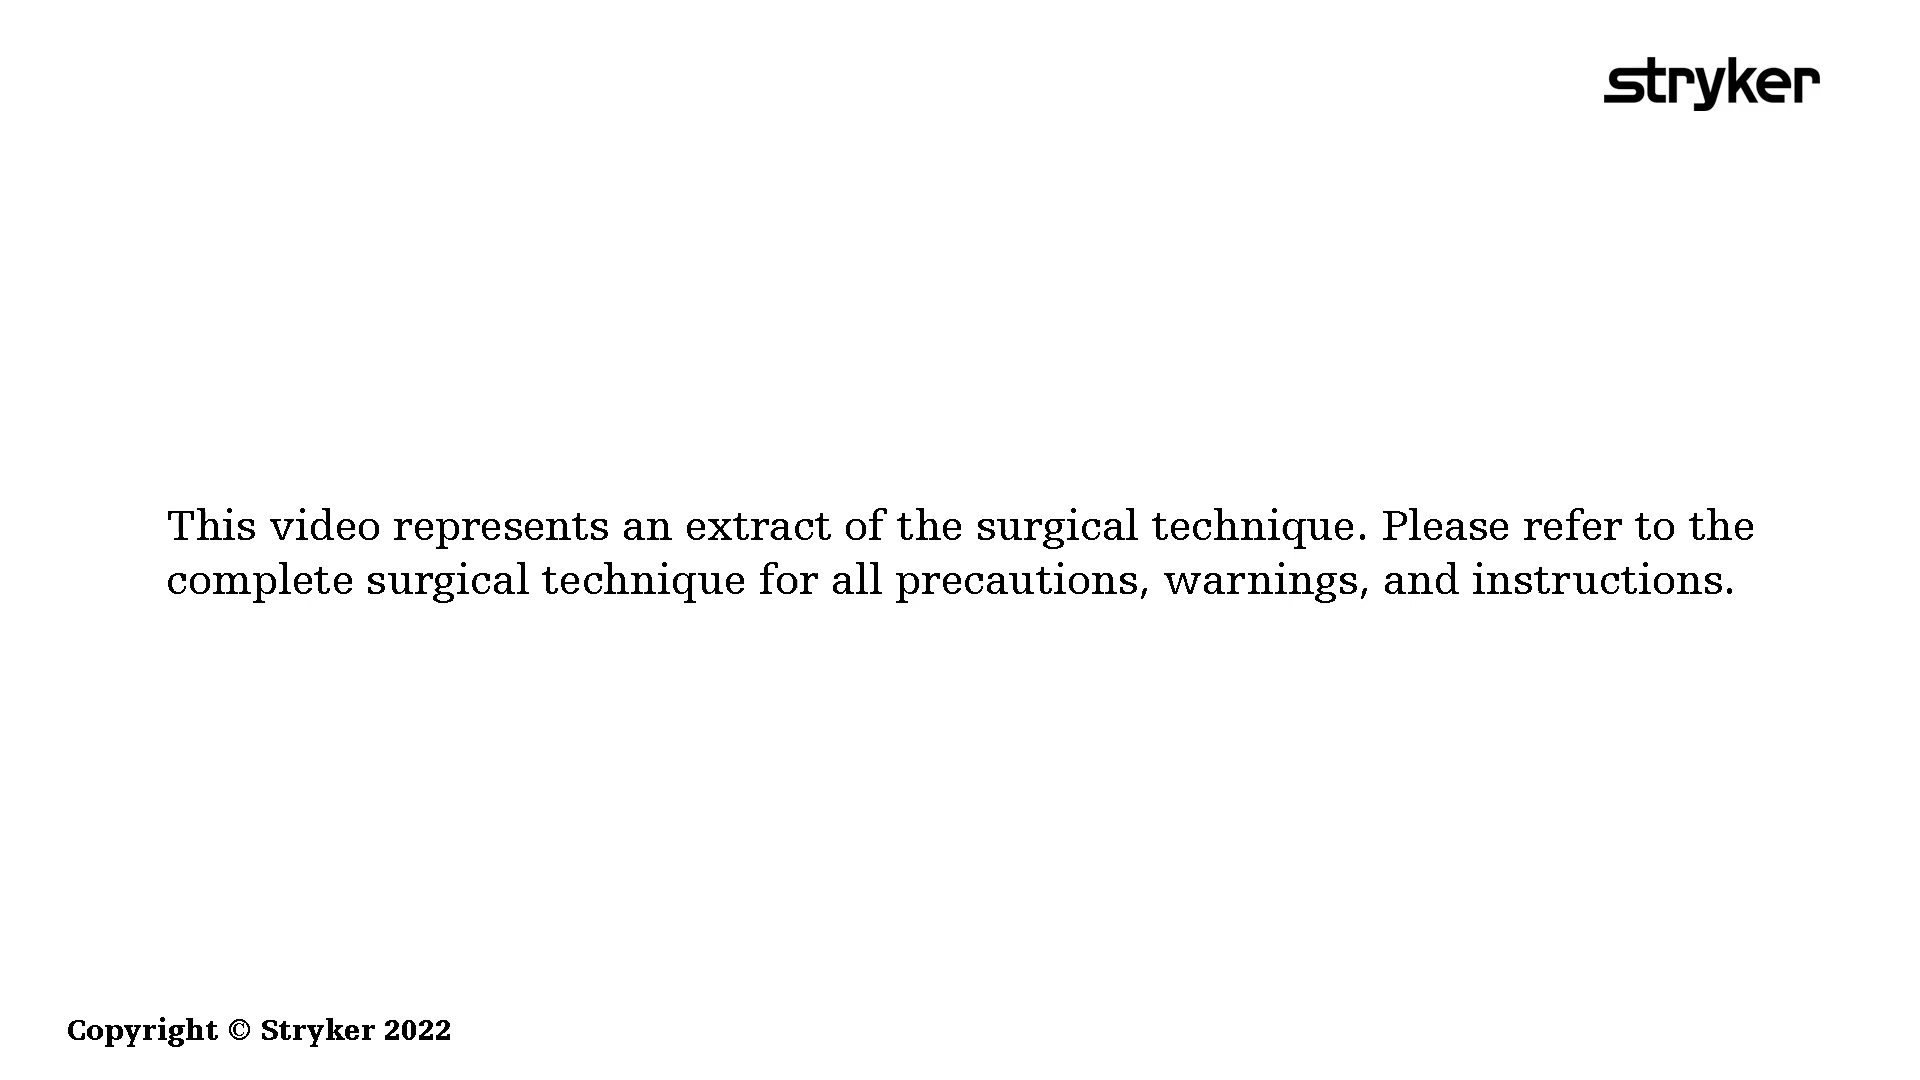 stryker
This video represents an extract of the surgical technique. Please refer to the
complete surgical technique for all precautions, warnings, and instructions.
Copyright © Stryker 2022